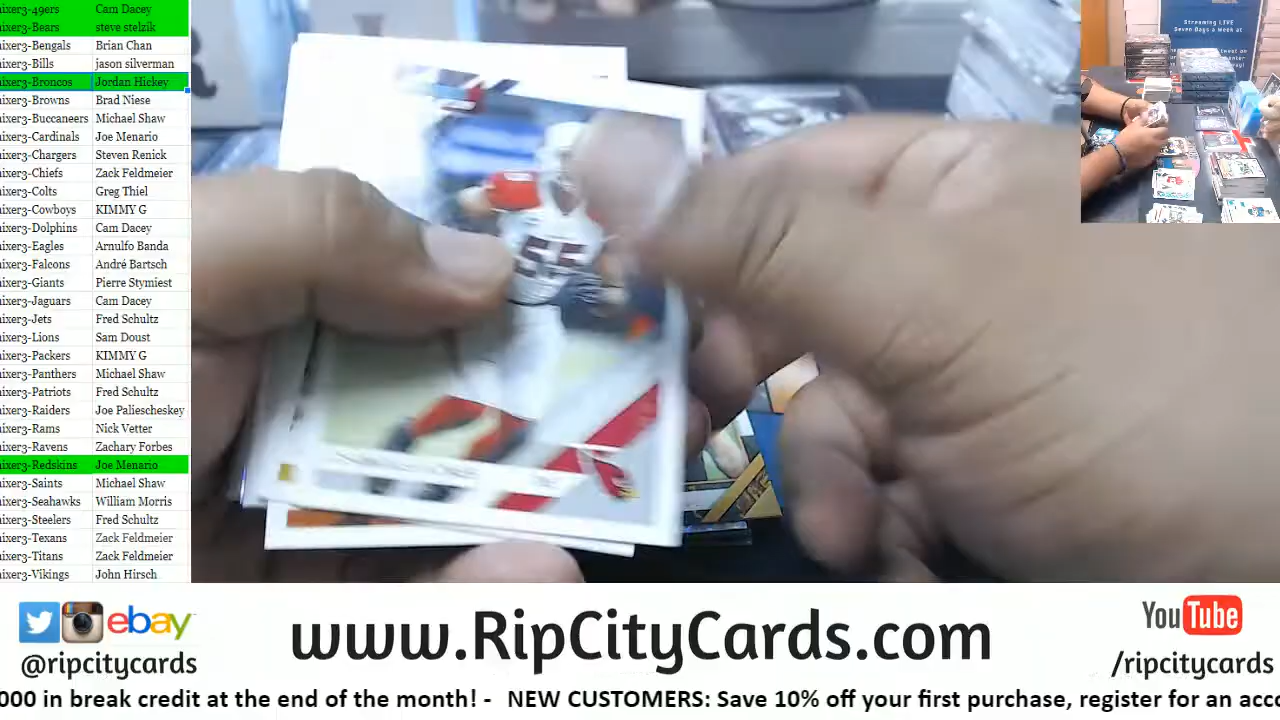 ixer3-49ers Cam Dacey
ixer3-Bears steve stelzik
ixer3-Bengals Brian Chan
ixer3-Bills jason silverman
ixer3-Broncos Jordan Hickey
ixer3-Browns Brad Niese
ixer3-Buccaneers Michael Shaw
ixer3-Cardinals Joe Menario
ixer3-Chargers Steven Renick
ixer3-Chiefs Zack Feldmeier
ixer3-Colts Greg Thiel
ixer3-Cowboys KIMMY G
ixer3-Dolphins Cam Dacey
ixer3-Eagles Arnulfo Banda
ixer3-Falcons André Bartsch
ixer3-Giants Pierre Stymiest
ixer3-Jaguars Cam Dacey
ixer3-Jets Fred Schultz
ixer3-Lions Sam Doust
ixer3-Packers KIMMY G
ixer3-Panthers Michael Shaw
ixer3-Patriots Fred Schultz
ixer3-Raiders Joe Paliescheskey
ixer3-Rams Nick Vetter
ixer3-Ravens Zachary Forbes
ixer3-Redskins Joe Menario
ixer3-Saints Michael Shaw
ixer3-Seahawks William Morris
ixer3-Steelers Fred Schultz
ixer3-Texans Zack Feldmeier
ixer3-Titans Zack Feldmeier
ixer3-Vikings John Hirsch
Streaming LIVE
Seven Days a Week at
55
ebay
@ripcitycards
www.RipCityCards.com
YouTube
/ripcitycards
000 in break credit at the end of the month! - NEW CUSTOMERS: Save 10% off your first purchase, register for an acco